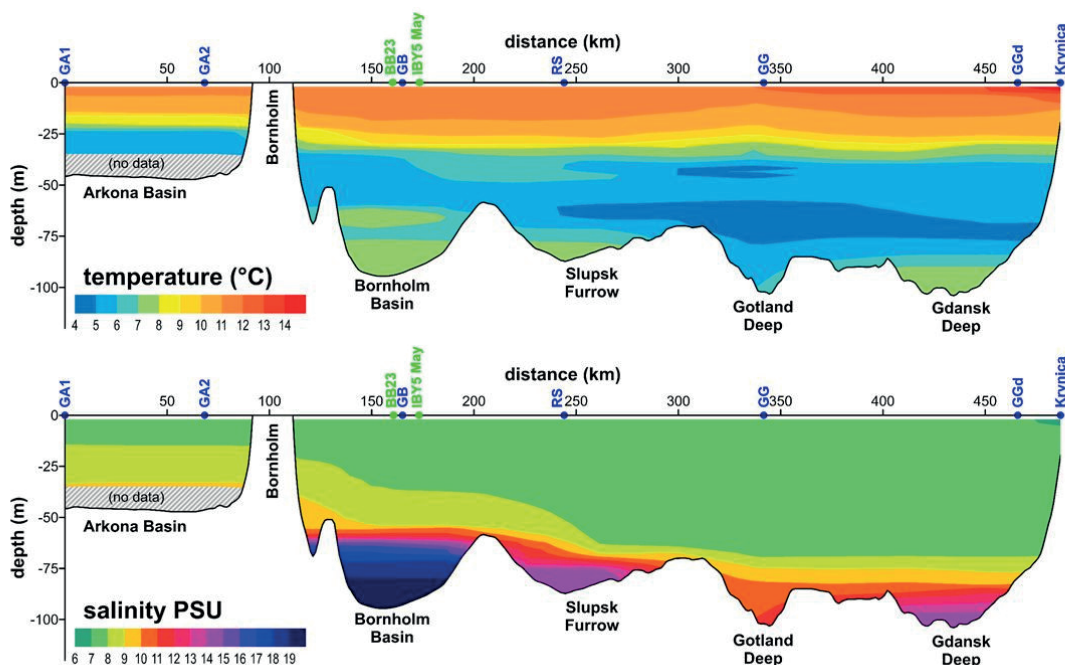 distance (km)
GA1
GA2
BB23
GB
IBY5 May
RS
GG
GGd
Krynica
50
100
150
200
250
300
350
400
450
0
-25
-50
-75
-100
depth (m)
Bornholm
(no data)
Arkona Basin
temperature (°C)
4 5 6 7 8 9 10 11 12 13 14
Bornholm
Basin
Slupsk
Furrow
Gotland
Deep
Gdansk
Deep
distance (km)
GA1
GA2
BB23
GB
IBY5 May
RS
GG
GGd
Krynica
50
100
150
200
250
300
350
400
450
0
-25
-50
-75
-100
depth (m)
Bornholm
(no data)
Arkona Basin
salinity PSU
6 7 8 9 10 11 12 13 14 15 16 17 18 19
Bornholm
Basin
Slupsk
Furrow
Gotland
Deep
Gdansk
Deep